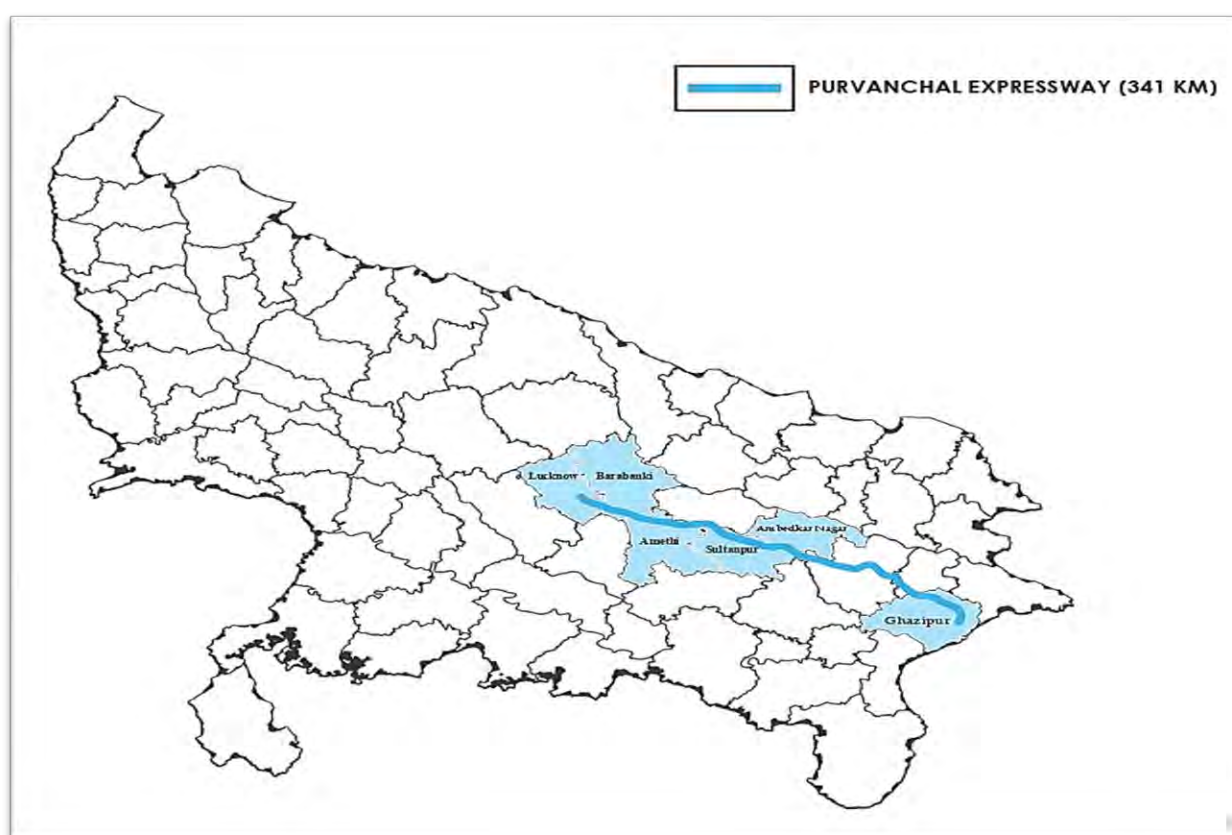 PURVANCHAL EXPRESSWAY (341 KM)
Lucknow Barabanki
Ambedkar Nagar
Amethi
Sultanpur
Ghazipur